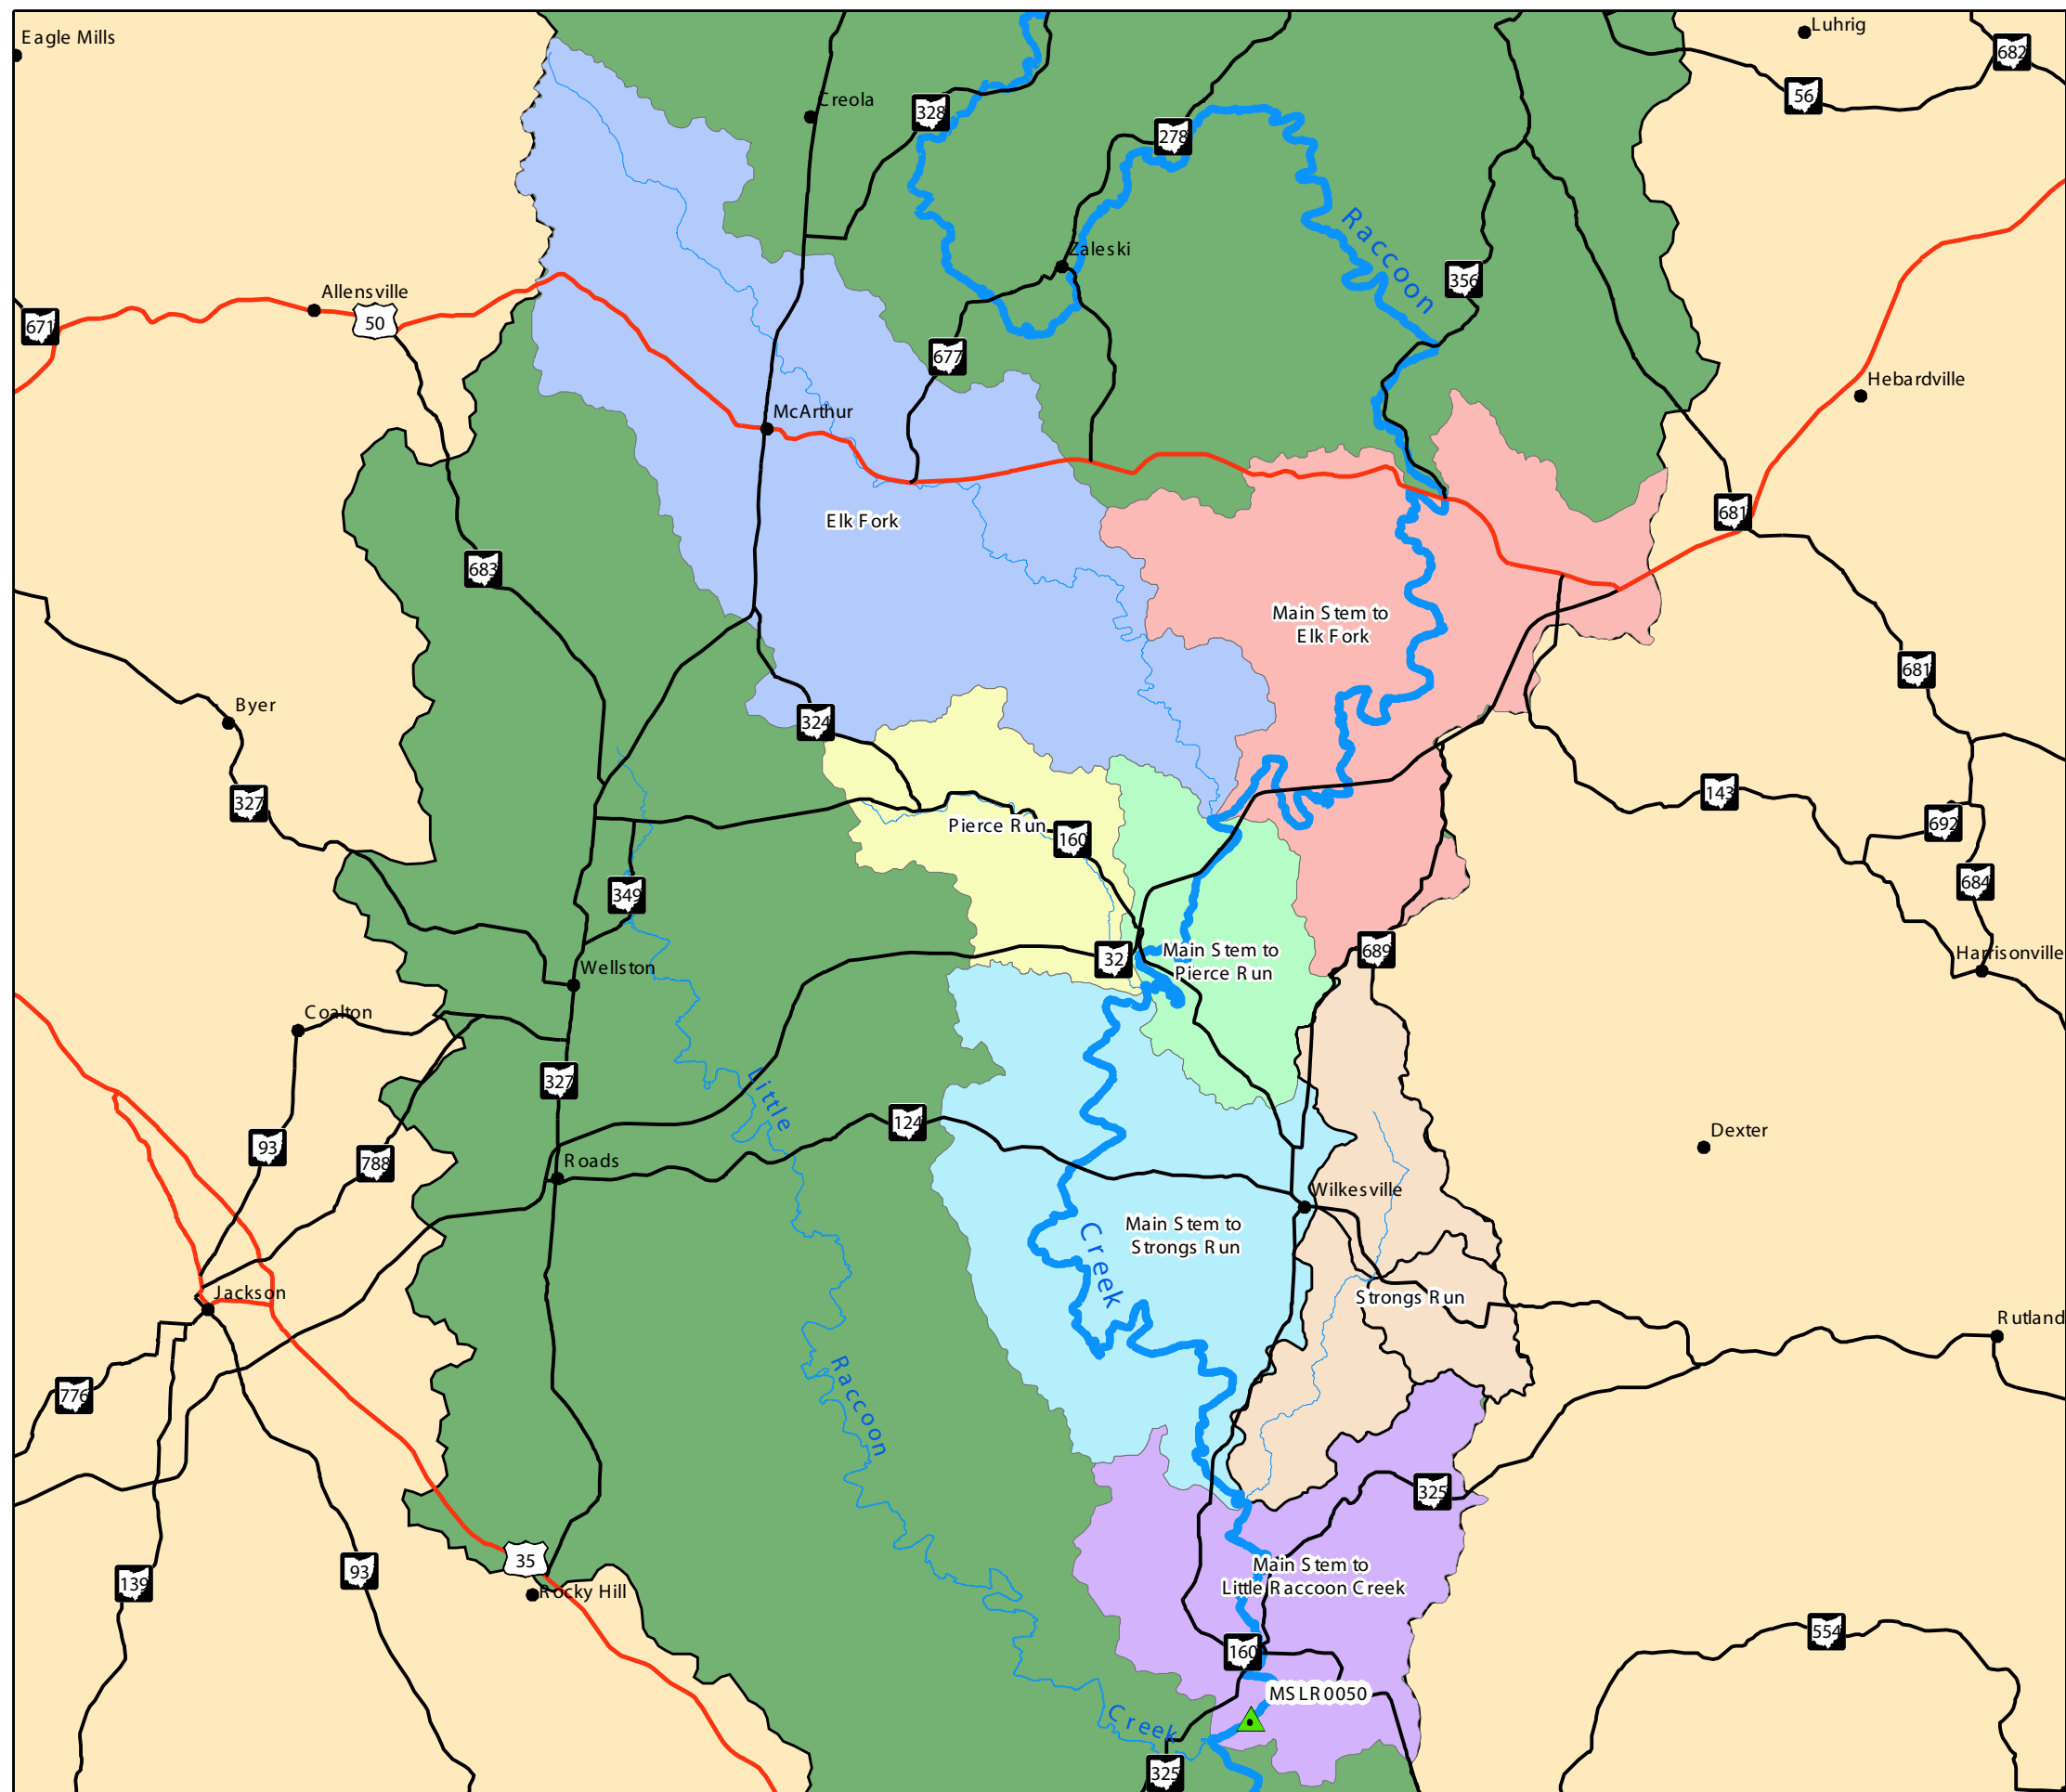 Eagle Mills
Luhrig
682
56
Creola
328
278
Zaleski
Raccoon
356
Allensville
50
671
677
Hebardville
McArthur
681
Elk Fork
683
Main Stem to
Elk Fork
681
Byer
324
327
143
692
Pierce Run
160
349
684
689
Harrisonville
Main Stem to
Pierce Run
32
Wellston
Coalton
327
Little
124
93
788
Dexter
Roads
Wilkesville
Main Stem to
Strongs Run
Creek
Jackson
Strongs Run
Rutland
776
Raccoon
325
35
Main Stem to
Little Raccoon Creek
139
93
Rocky Hill
554
160
MSLR0050
Creek
325